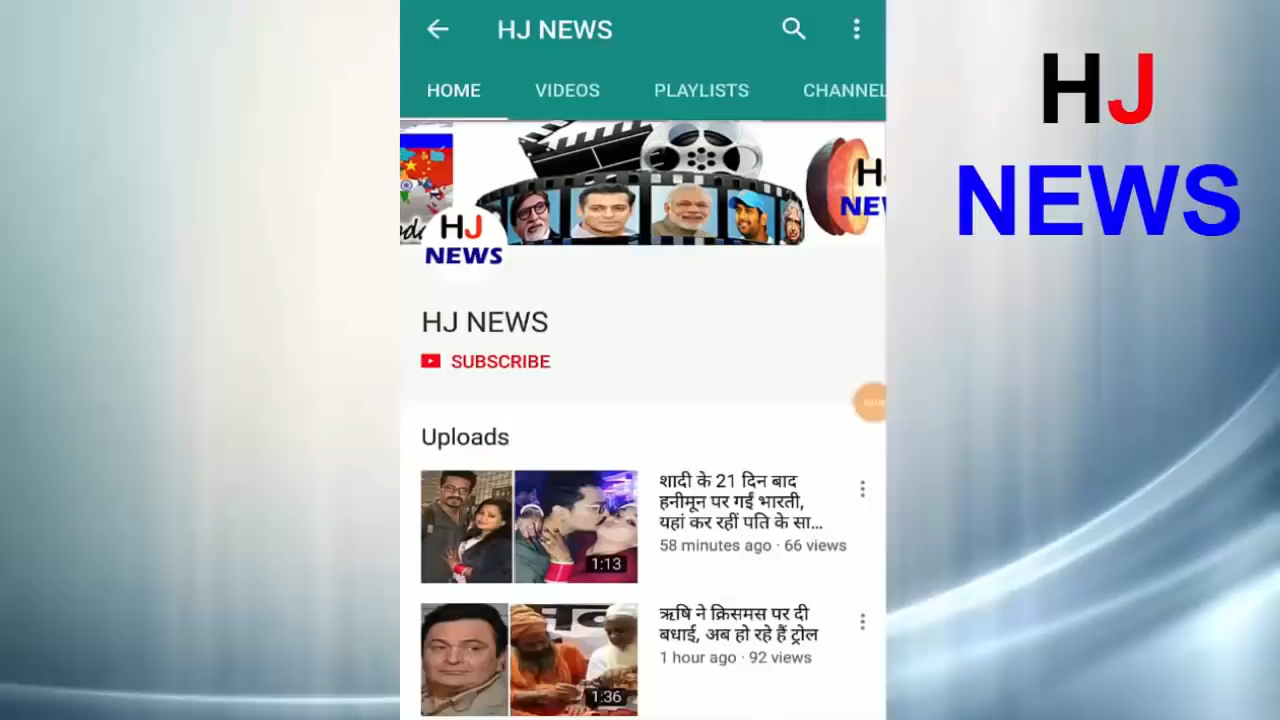 HJ NEWS
HOME VIDEOS PLAYLISTS CHANNEL
HJ
NEWS
HJ
NEWS
HJ NEWS
SUBSCRIBE
Uploads
शादी के 21 दिन बाद
हनीमून पर गईं भारती,
यहां कर रहीं पति के सा...
58 minutes ago · 66 views
1:13
ऋषि ने क्रिसमस पर दी
बधाई, अब हो रहे हैं ट्रोल
1 hour ago · 92 views
1:36